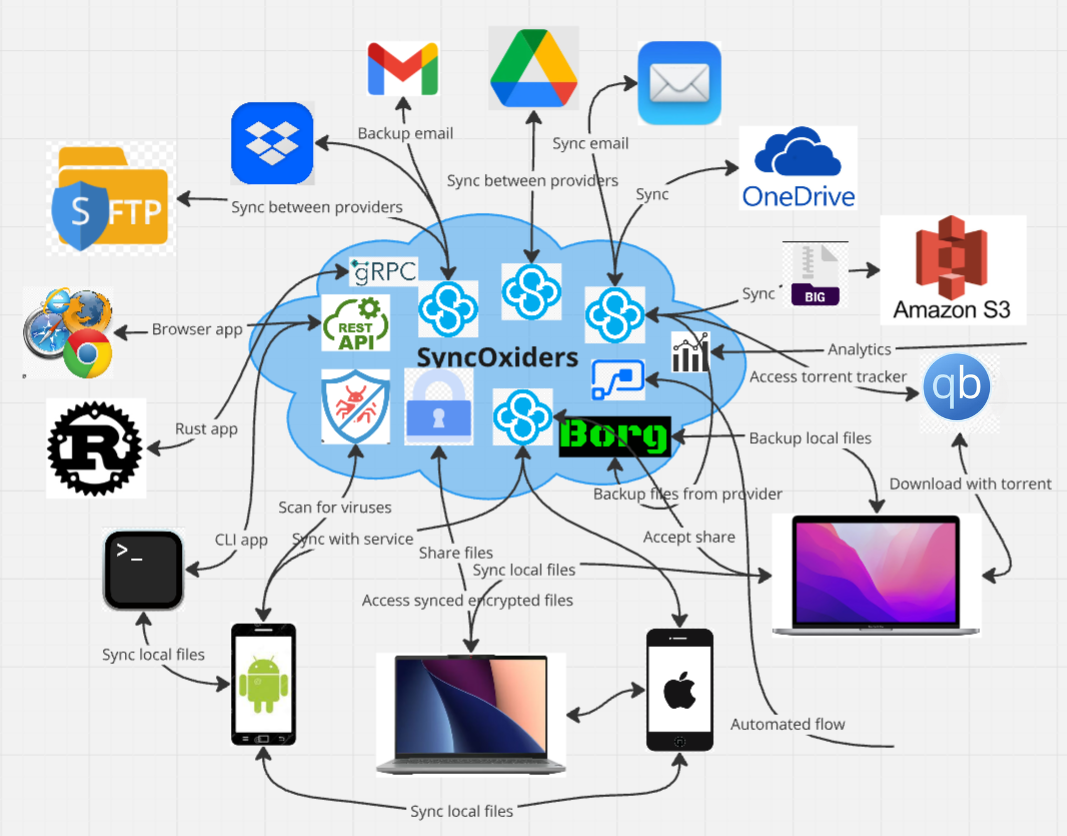 Backup email
Sync email
OneDrive
Sync between providers
Sync
SFTP
Sync between providers
gRPC
Amazon S3
BIG
Sync
Browser app
REST
API
SyncOxiders
Analytics
Access torrent tracker
qb
R
Rust app
Borg
Backup local files
Download with torrent
Backup files from provider
Scan for viruses
CLI app
Sync with service
Accept share
>_
Share files
Sync local files
Access synced encrypted files
Sync local files
Automated flow
Sync local files